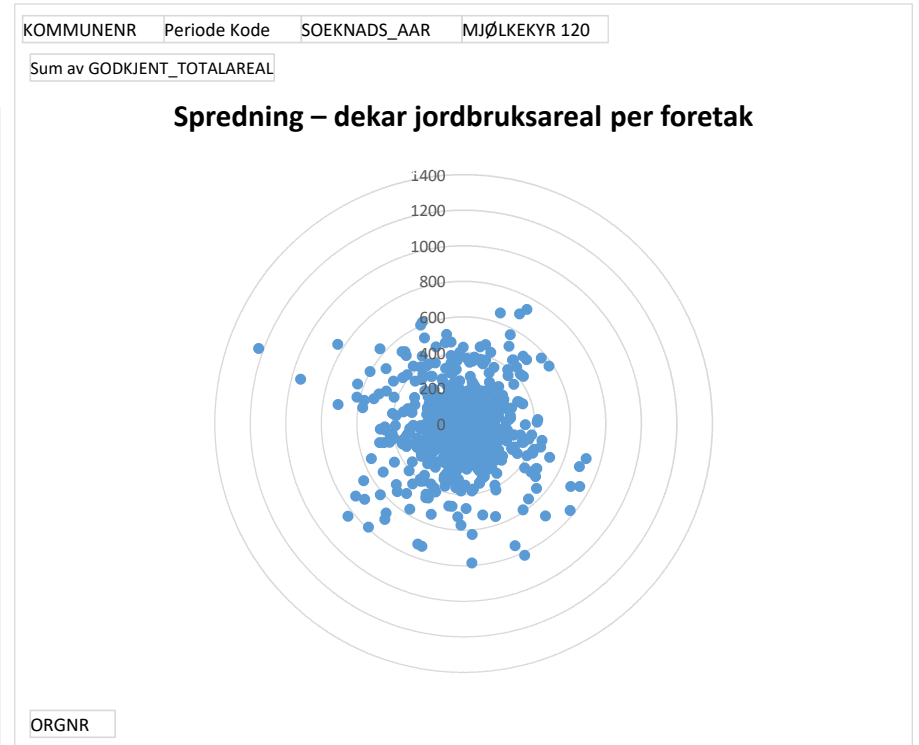 KOMMUNENR Periode Kode SOEKNADS_AAR MJØLKEKYR 120
Sum av GODKJENT_TOTALAREAL
Spredning – dekar jordbruksareal per foretak
1400
1200
1000
800
600
400
200
0
ORGNR